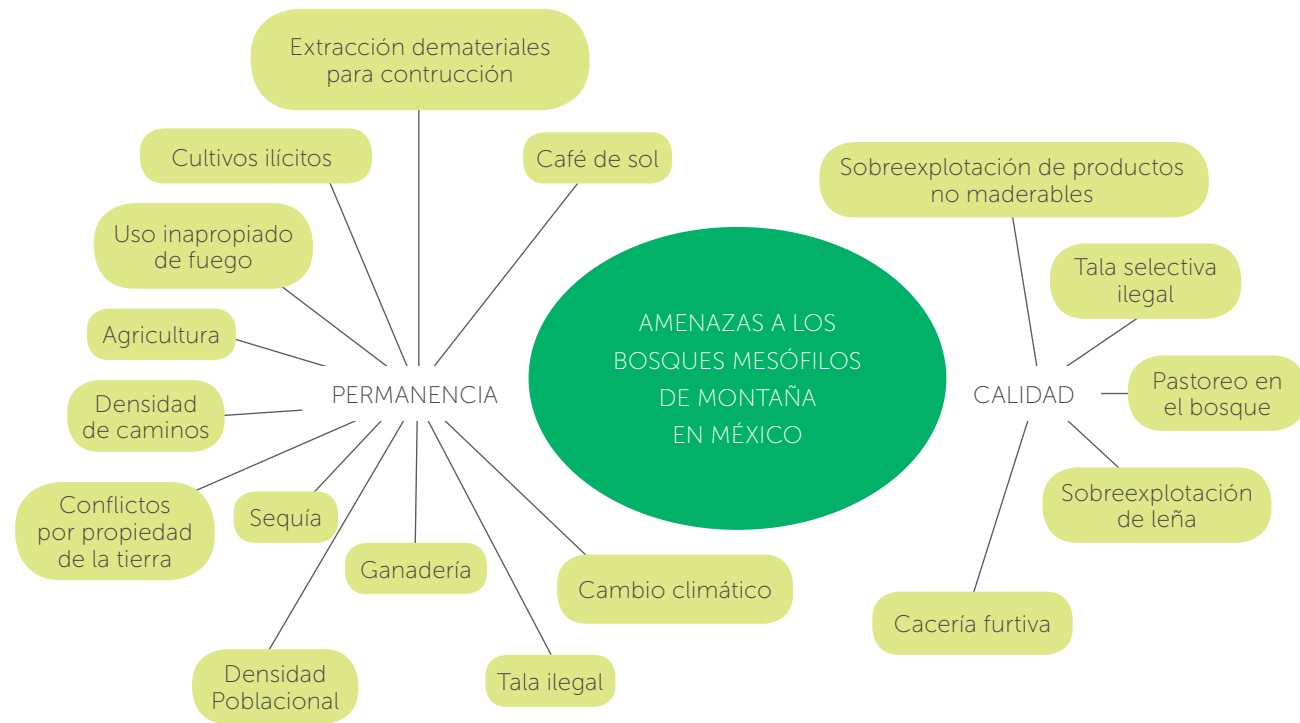 Extracción demateriales
para contrucción
Cultivos ilícitos
Café de sol
Uso inapropiado
de fuego
Agricultura
PERMANENCIA
Densidad
de caminos
Conflictos
por propiedad
de la tierra
Sequía
Ganadería
Cambio climático
Densidad
Poblacional
Tala ilegal
AMENAZAS A LOS
BOSQUES MESÓFILOS
DE MONTAÑA
EN MÉXICO
Sobreexplotación de productos
no maderables
Tala selectiva
ilegal
CALIDAD
Pastoreo en
el bosque
Sobreexplotación
de leña
Cacería furtiva